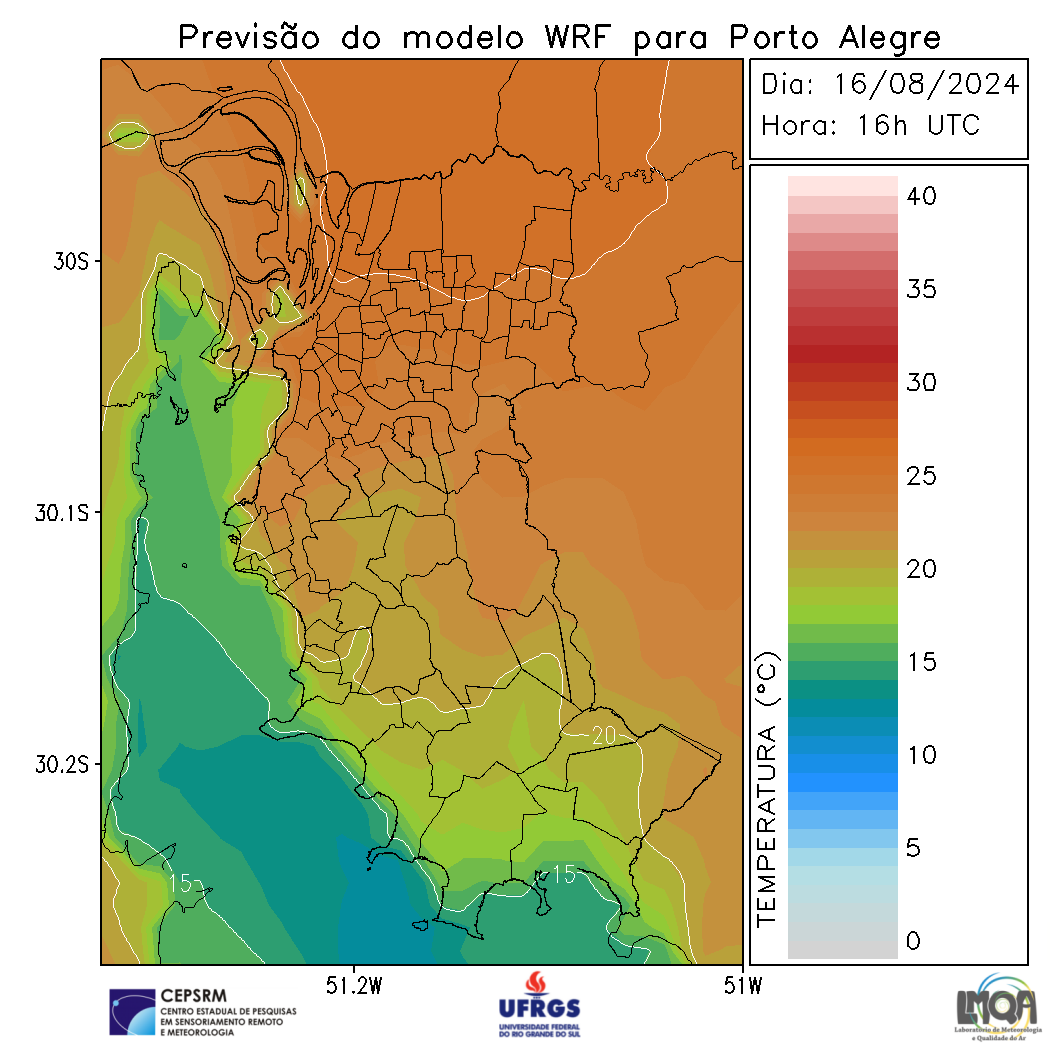 Previsão do modelo WRF para Porto Alegre
Dia: 16/08/2024
Hora: 16h UTC
40
35
30
25
20
15
10
5
0
TEMPERATURA (°C)
30S
30.1S
30.2S
20
15
15
51.2W
51W
CEPSRM
CENTRO ESTADUAL DE PESQUISAS
EM SENSORIAMENTO REMOTO
E METEOROLOGIA
UFRGS
UNIVERSIDADE FEDERAL
DO RIO GRANDE DO SUL
LMQA
Laboratório de Meteorologia
e Qualidade do Ar